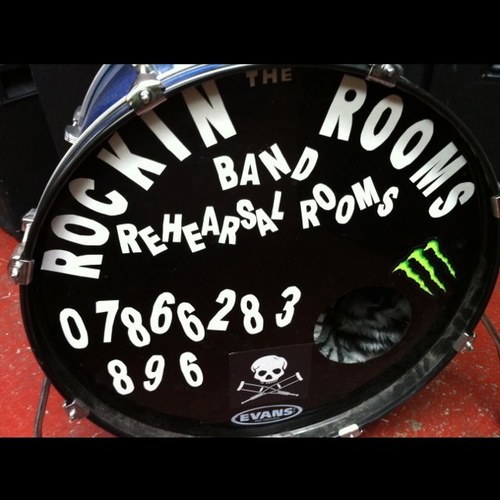 THE
ROCKIN ROOMS
BAND
REHEARSAL ROOMS
07866283
896
EVANS